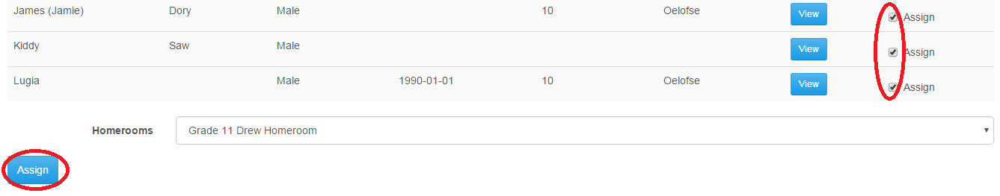 James (Jamie) Dory Male 10 Oelofse View Assign
Kiddy Saw Male View Assign
Lugia Male 1990-01-01 10 Oelofse View Assign
Homerooms Grade 11 Drew Homeroom
Assign